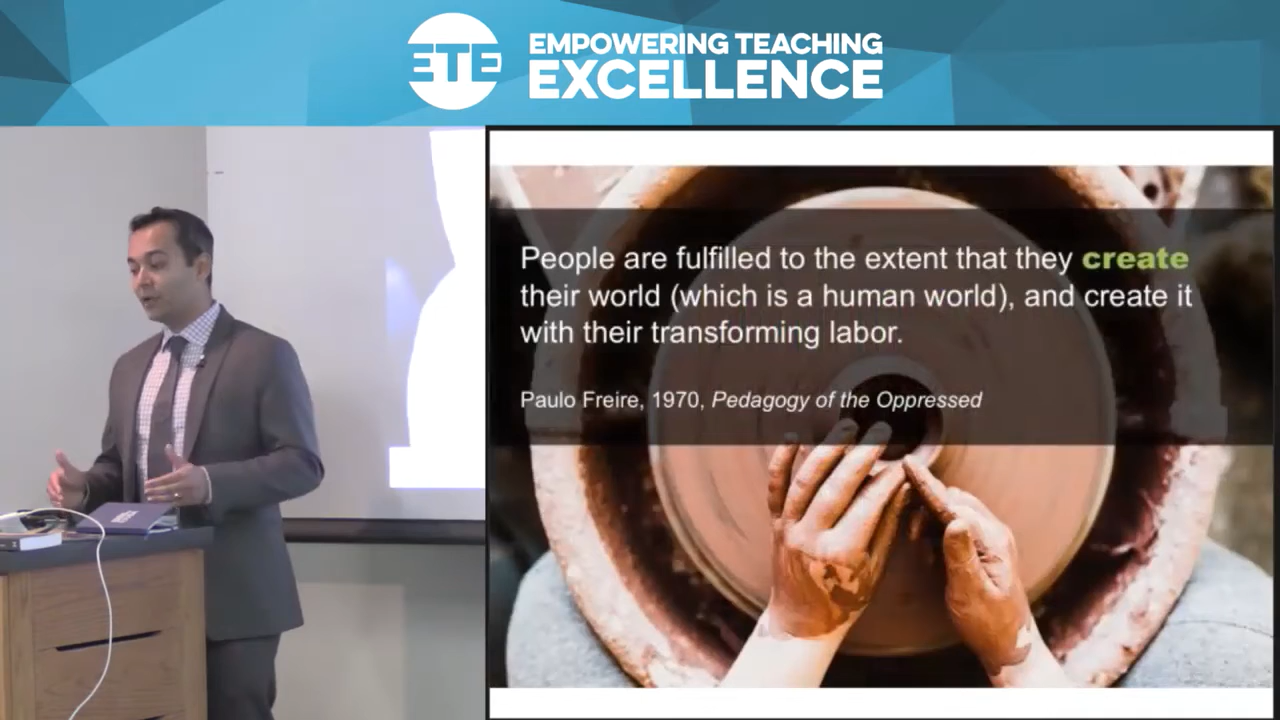 ETE
EMPOWERING TEACHING
EXCELLENCE
People are fulfilled to the extent that they create
their world (which is a human world), and create it
with their transforming labor.
Paulo Freire, 1970, Pedagogy of the Oppressed